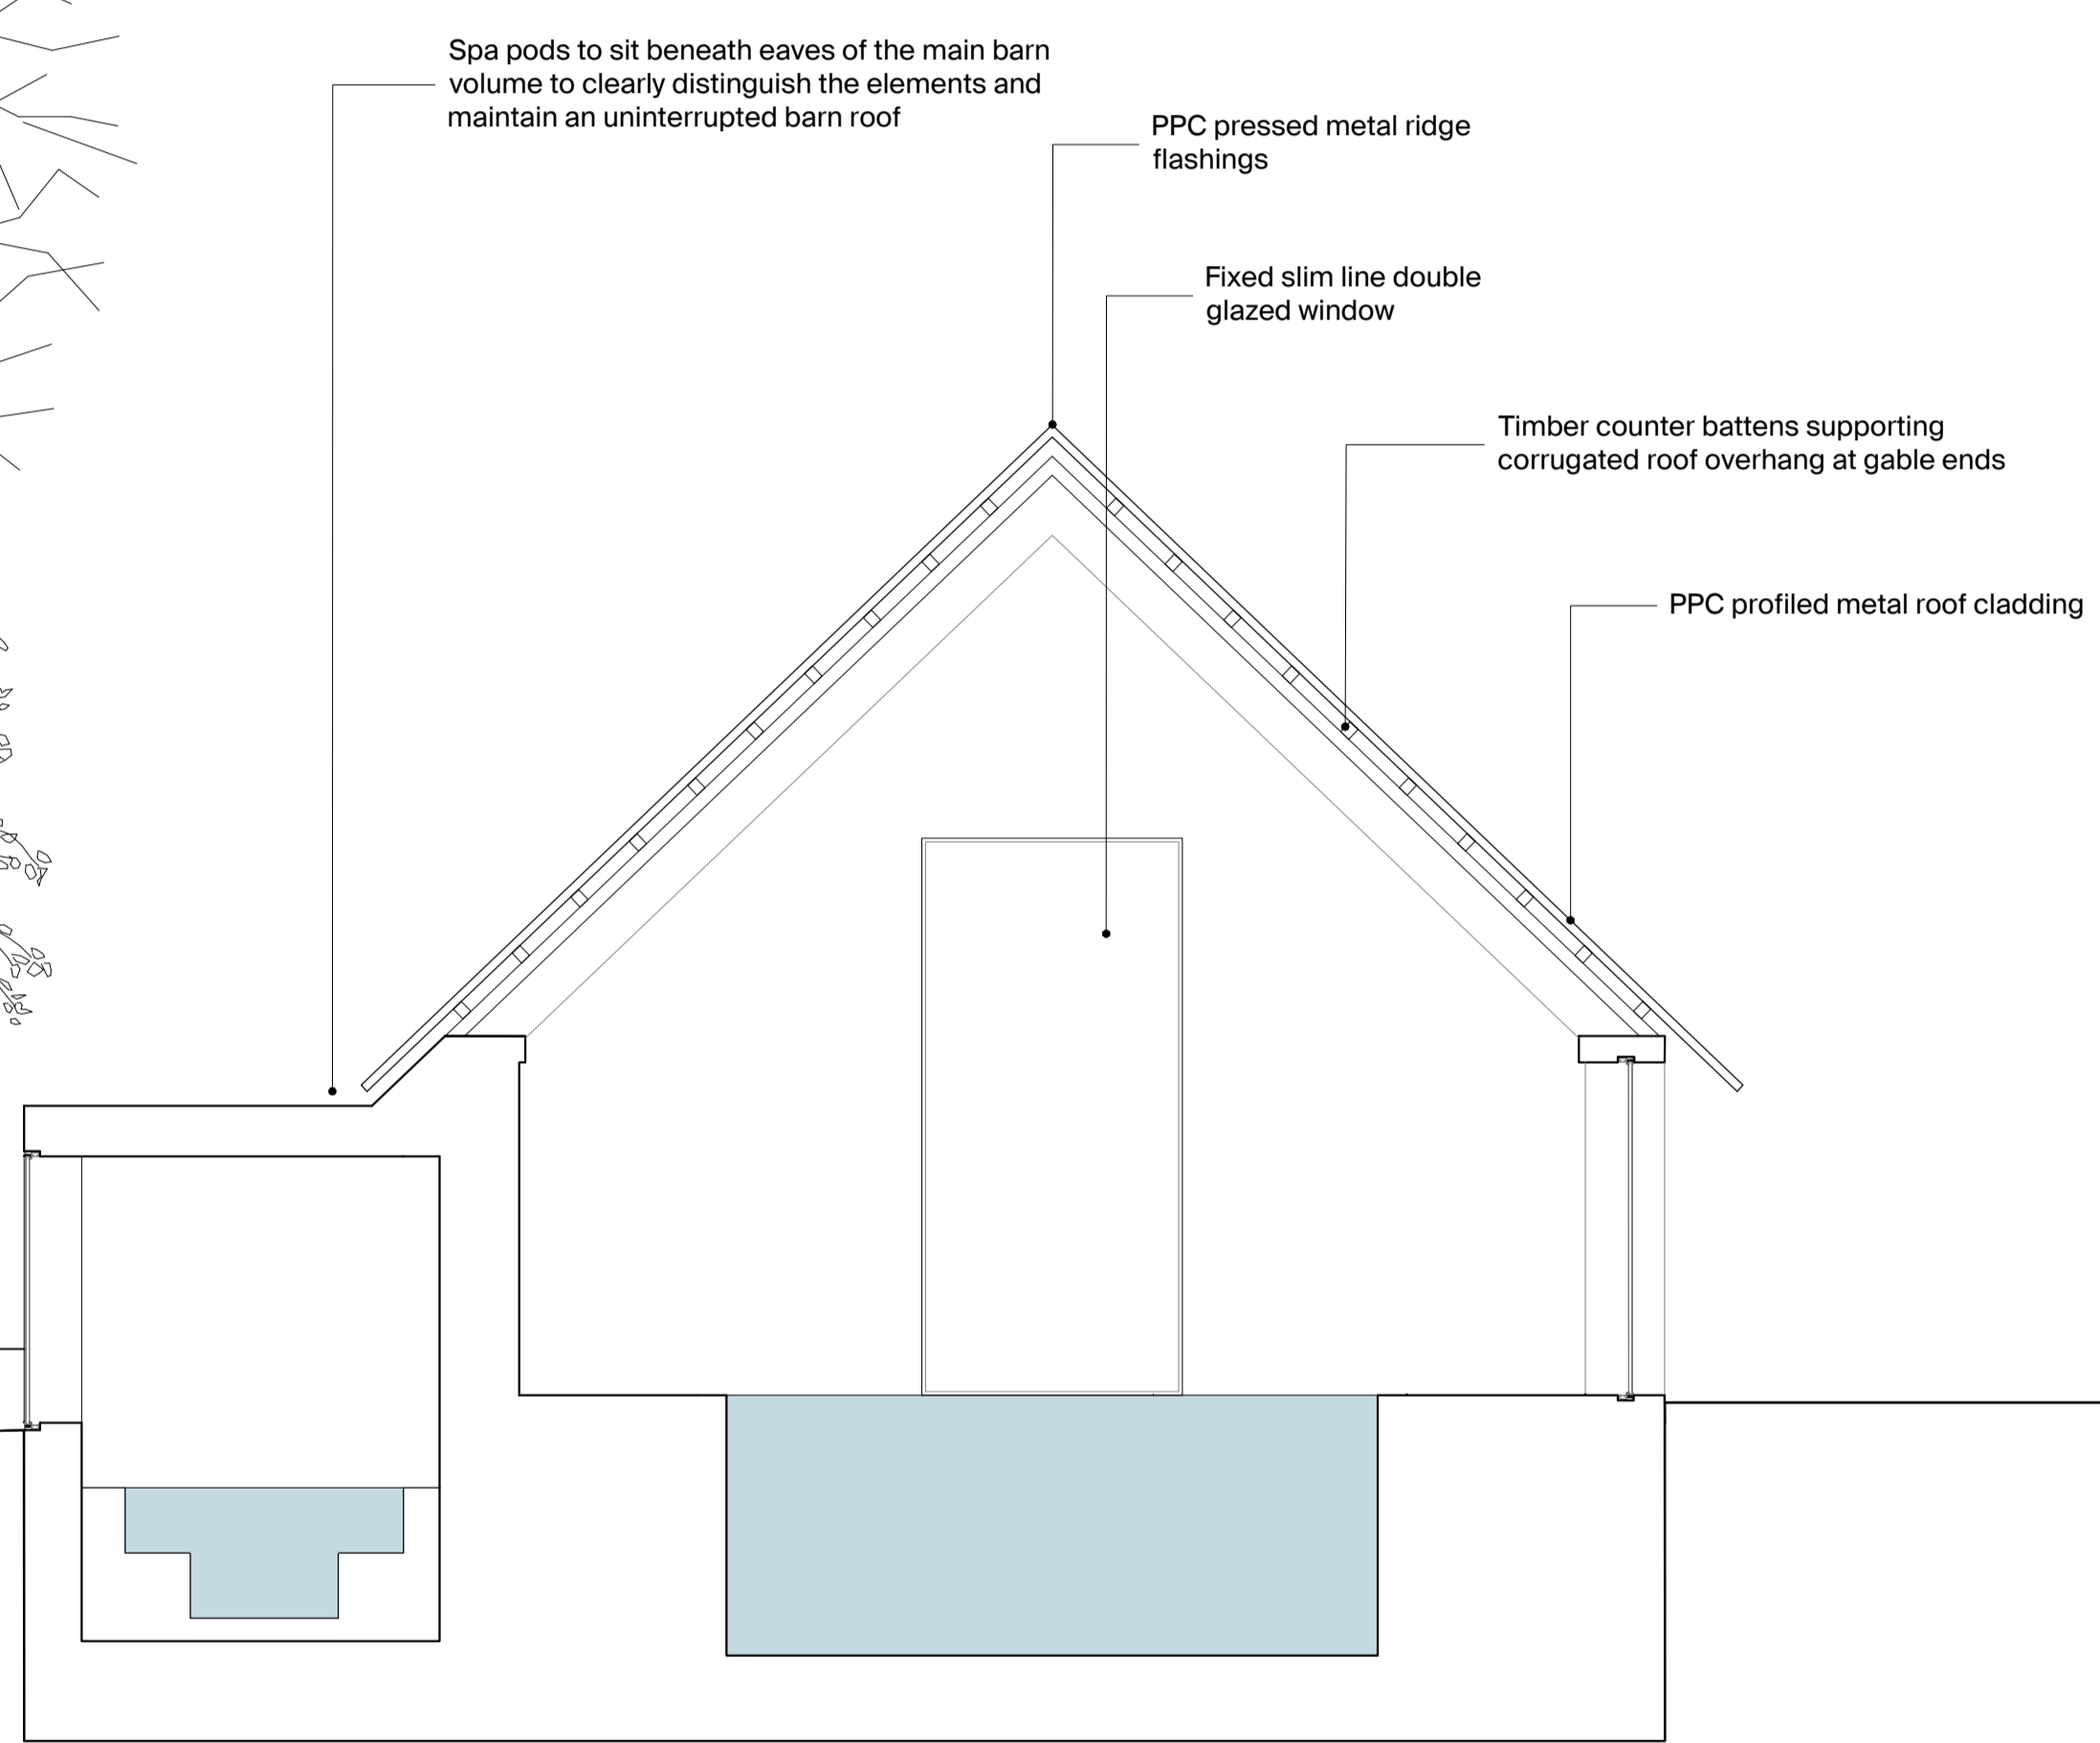 Spa pods to sit beneath eaves of the main barn
volume to clearly distinguish the elements and
maintain an uninterrupted barn roof
PPC pressed metal ridge
flashings
Fixed slim line double
glazed window
Timber counter battens supporting
corrugated roof overhang at gable ends
PPC profiled metal roof cladding